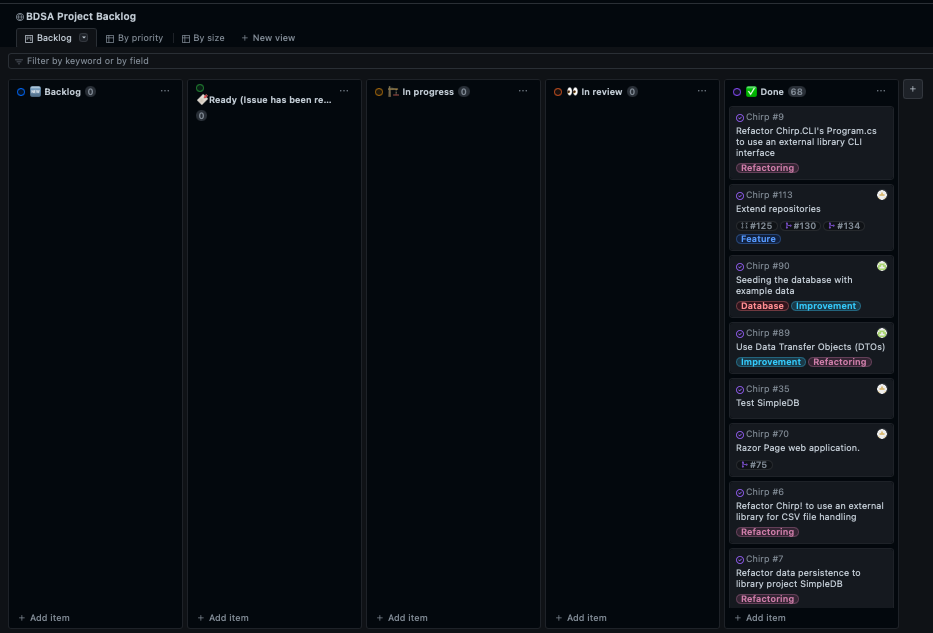 BDSA Project Backlog
Backlog
By priority
By size
+ New view
Filter by keyword or by field
Backlog 0
Ready (Issue has been re...
0
In progress 0
In review 0
Done 68
Chirp #9
Refactor Chirp.CLI's Program.cs
to use an external library CLI
interface
Refactoring
Chirp #113
Extend repositories
#125 #130 #134
Feature
Chirp #90
Seeding the database with
example data
Database Improvement
Chirp #89
Use Data Transfer Objects (DTOs)
Improvement Refactoring
Chirp #35
Test SimpleDB
Chirp #70
Razor Page web application.
#75
Chirp #6
Refactor Chirp! to use an external
library for CSV file handling
Refactoring
Chirp #7
Refactor data persistence to
library project SimpleDB
Refactoring
+ Add item
+ Add item
+ Add item
+ Add item
+ Add item